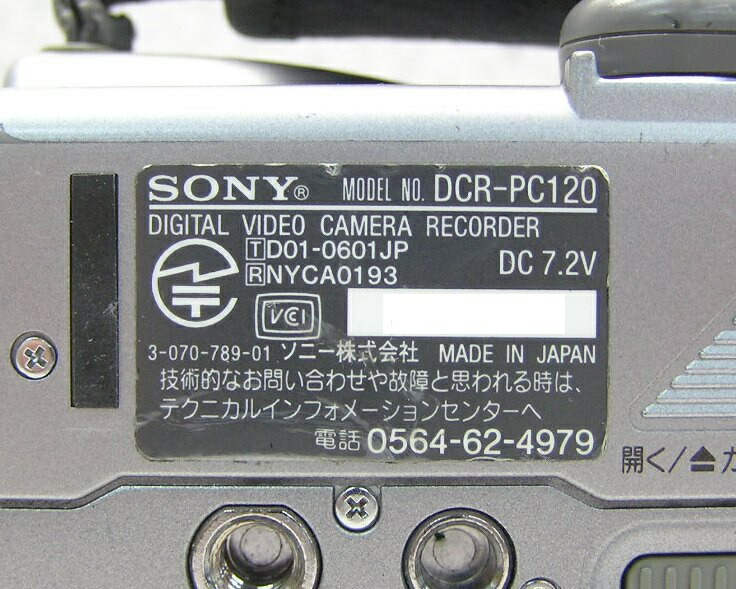 SONY® MODEL NO. DCR-PC120
DIGITAL VIDEO CAMERA RECORDER
T D01-0601JP
R NYCA0193
DC 7.2V
VCI
3-070-789-01 ソニー株式会社 MADE IN JAPAN
技術的なお問い合わせや故障と思われる時は、
テクニカルインフォメーションセンターへ
電話 0564-62-4979
開く/⏏